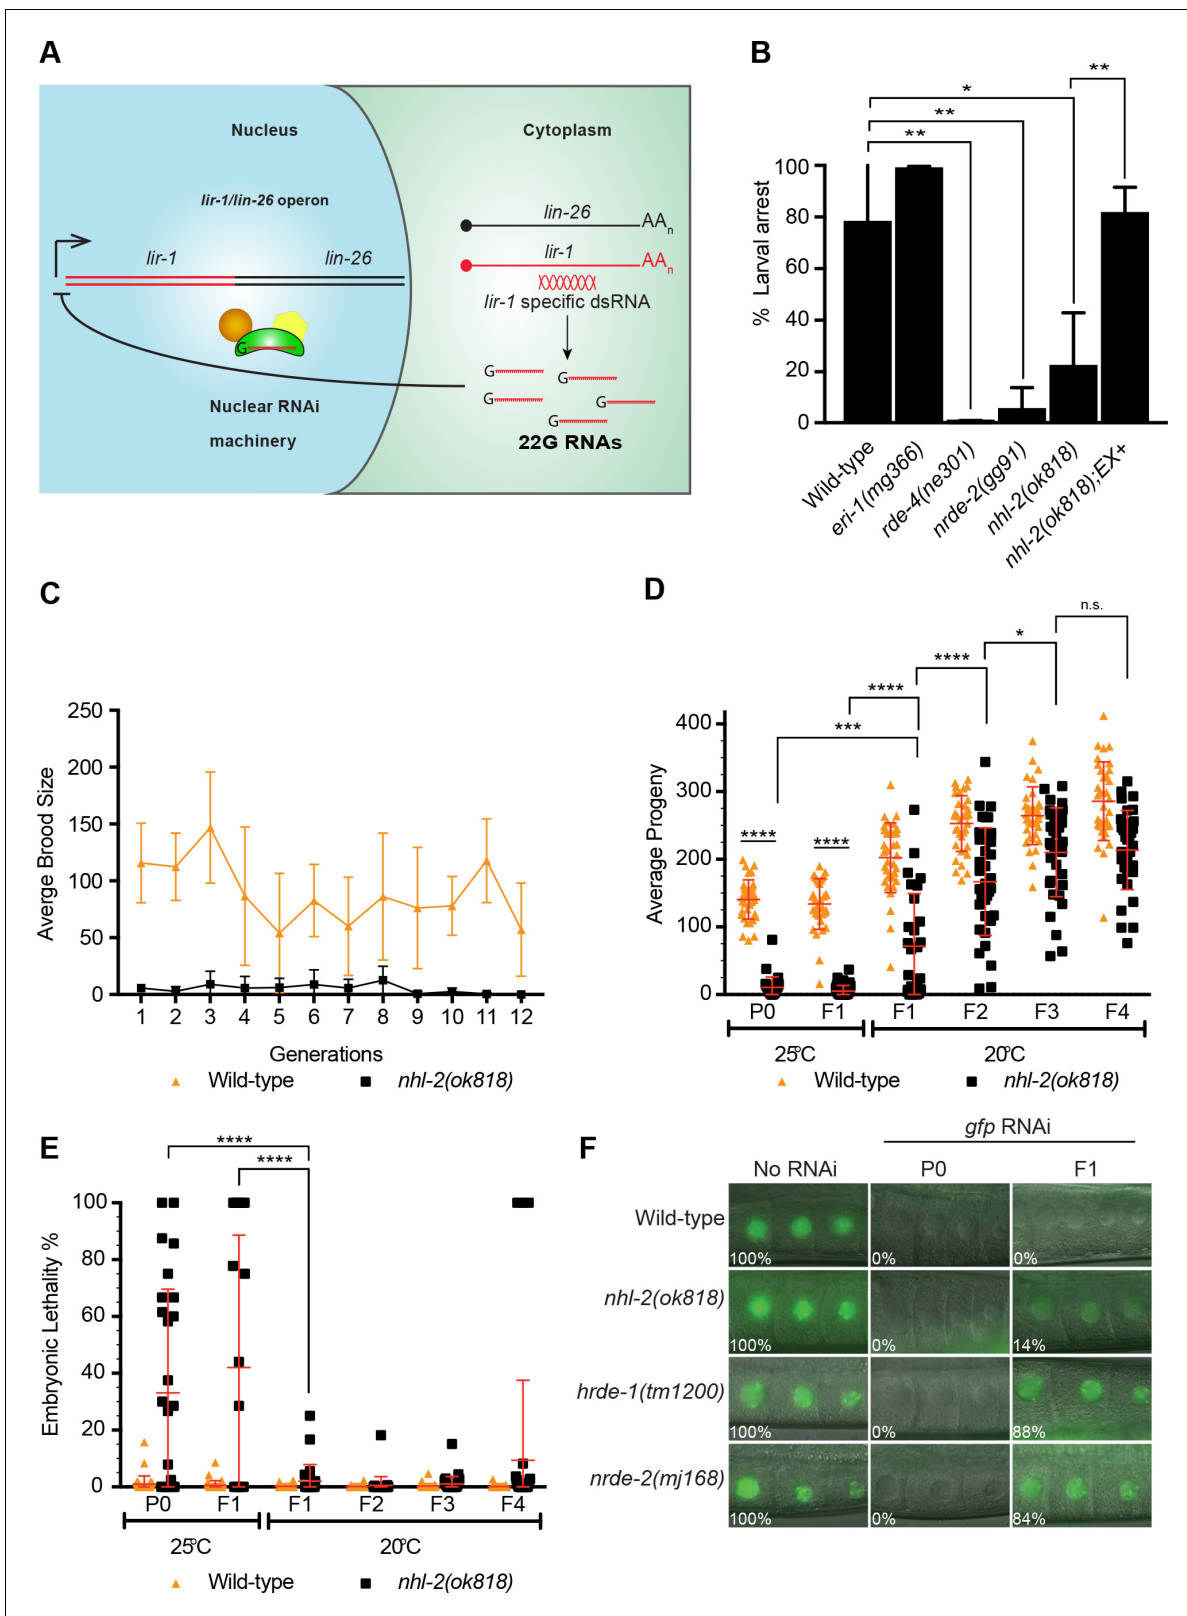 A
Nucleus
Cytoplasm
lir-1/lin-26 operon
lir-1
lin-26
lin-26
AAn
lir-1
AAn
lir-1 specific dsRNA
G
G
G
G
G
G
22G RNAs
Nuclear RNAi
machinery
B
**
*
**
**
% Larval arrest
100
80
60
40
20
0
Wild-type
eri-1(mg366)
rde-4(ne301)
nrde-2(gg91)
nhl-2(ok818)
nhl-2(ok818);EX+
C
Averge Brood Size
250
200
150
100
50
0
1 2 3 4 5 6 7 8 9 10 11 12
Generations
Wild-type nhl-2(ok818)
D
n.s.
*
****
****
***
****
****
Average Progeny
400
300
200
100
0
P0 F1 F1 F2 F3 F4
25°C 20°C
Wild-type nhl-2(ok818)
E
****
****
Embryonic Lethality %
100
80
60
40
20
0
P0 F1 F1 F2 F3 F4
25°C 20°C
Wild-type nhl-2(ok818)
F
gfp RNAi
No RNAi P0 F1
Wild-type
100% 0% 0%
nhl-2(ok818)
100% 0% 14%
hrde-1(tm1200)
100% 0% 88%
nrde-2(mj168)
100% 0% 84%